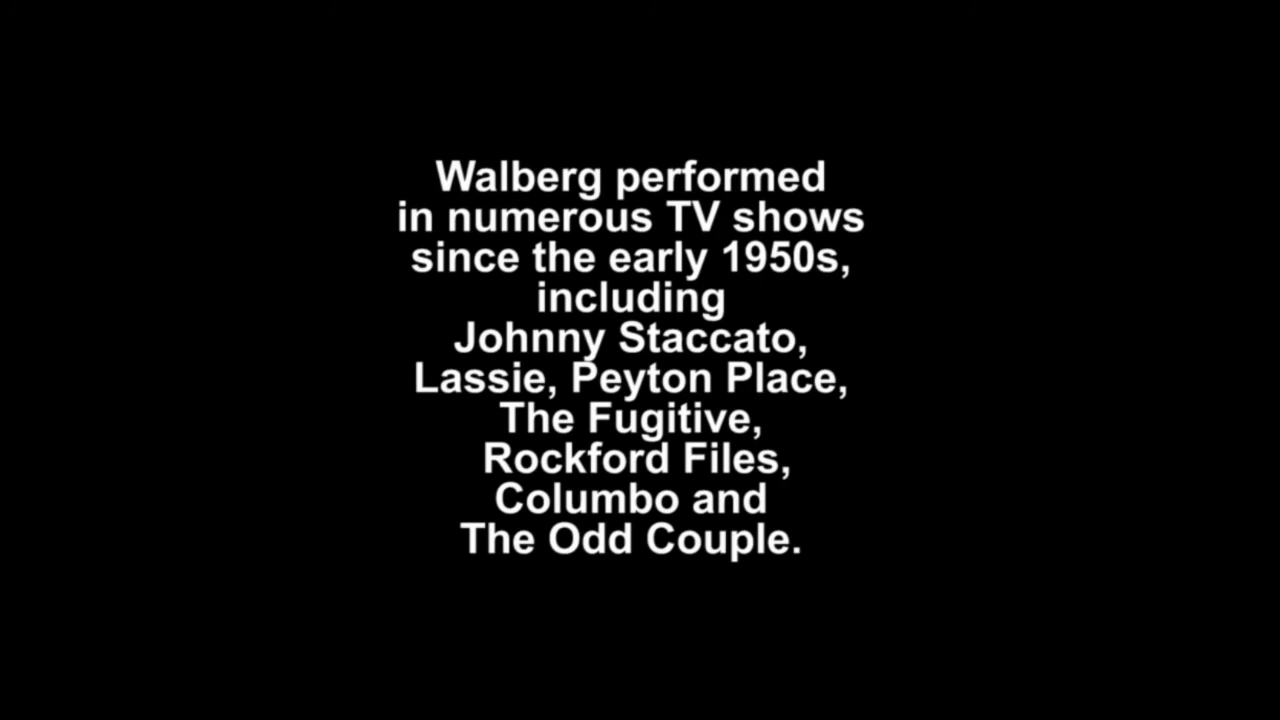 Walberg performed
in numerous TV shows
since the early 1950s,
including
Johnny Staccato,
Lassie, Peyton Place,
The Fugitive,
Rockford Files,
Columbo and
The Odd Couple.